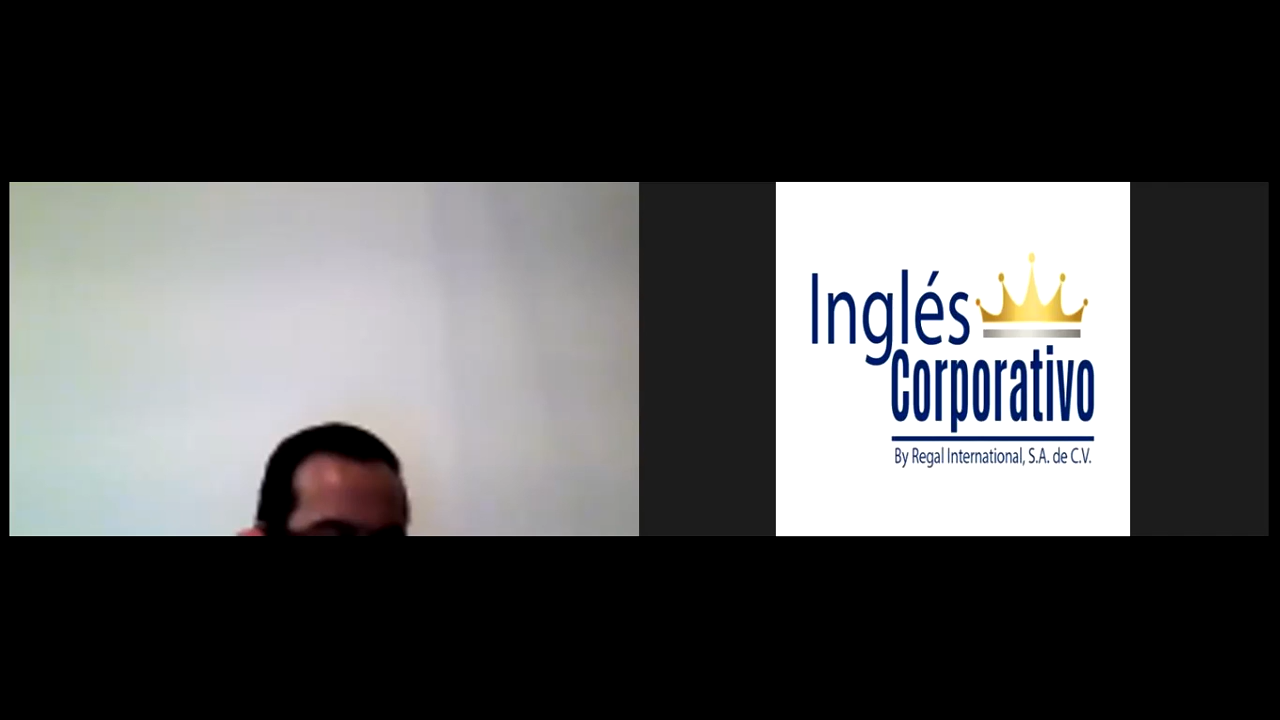 Inglés
Corporativo
By Regal International, S.A. de C.V.